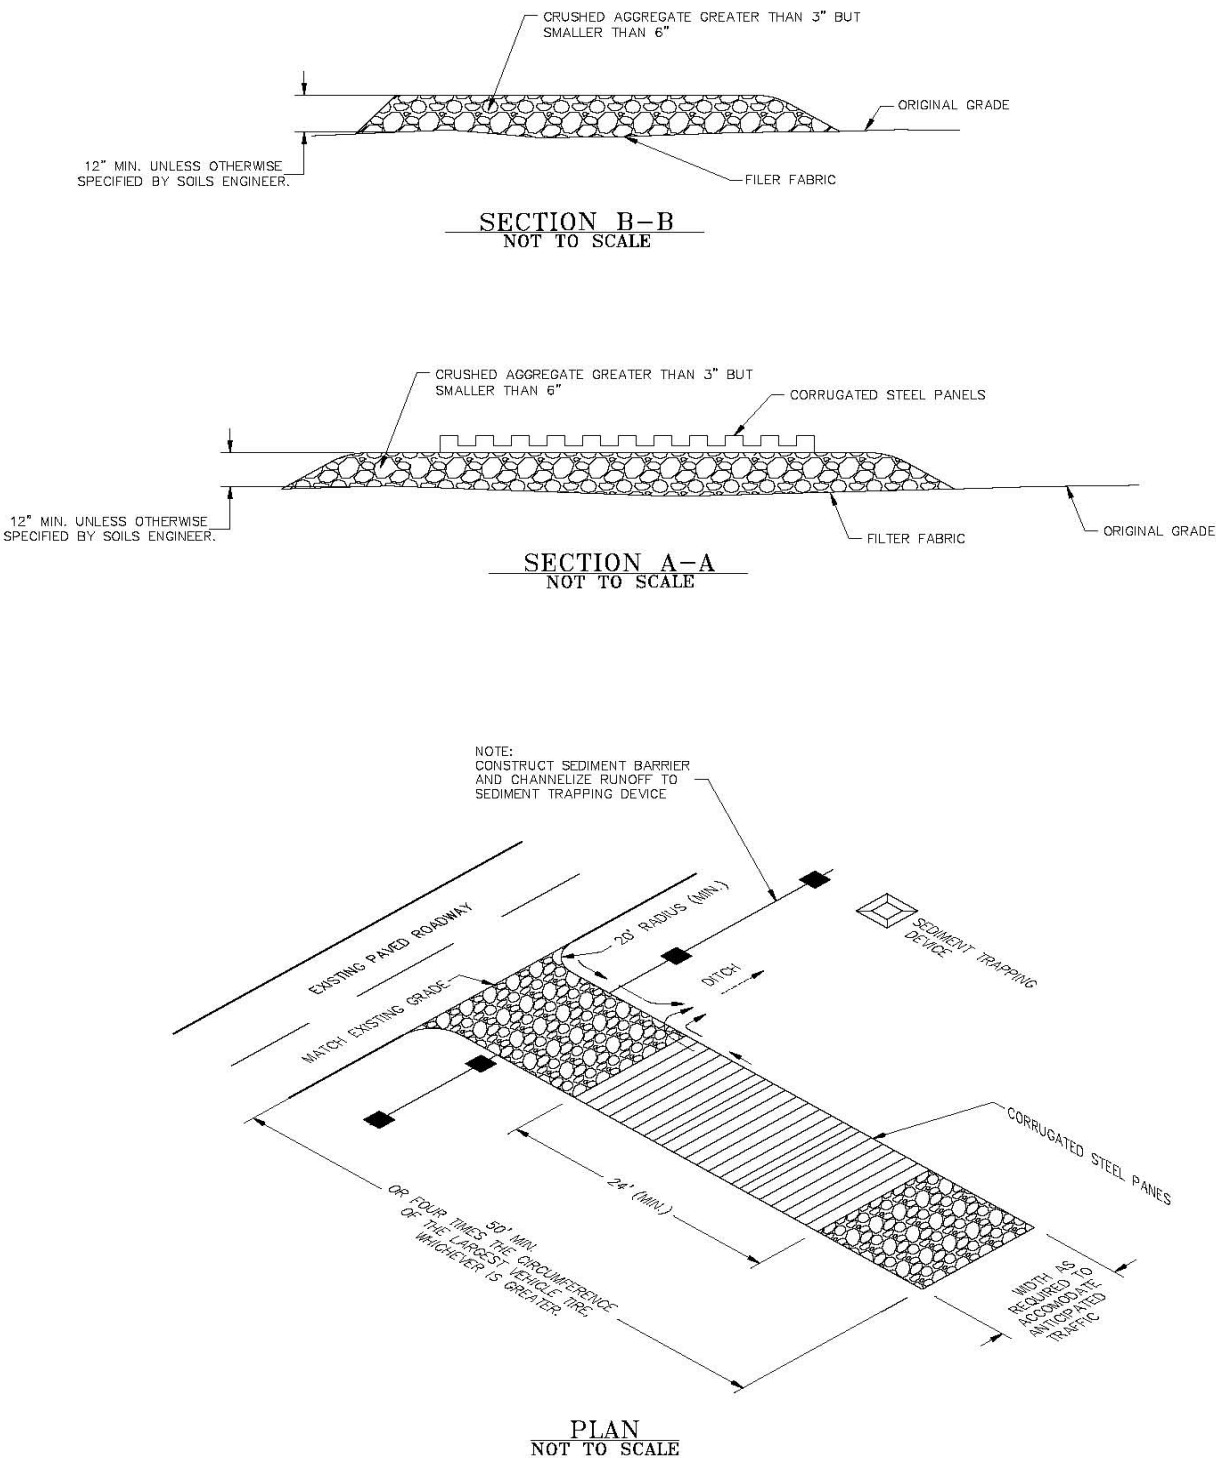 CRUSHED AGGREGATE GREATER THAN 3" BUT
SMALLER THAN 6"
ORIGINAL GRADE
12" MIN. UNLESS OTHERWISE
SPECIFIED BY SOILS ENGINEER.
FILER FABRIC
SECTION B-B
NOT TO SCALE
CRUSHED AGGREGATE GREATER THAN 3" BUT
SMALLER THAN 6"
CORRUGATED STEEL PANELS
12" MIN. UNLESS OTHERWISE
SPECIFIED BY SOILS ENGINEER.
ORIGINAL GRADE
FILTER FABRIC
SECTION A-A
NOT TO SCALE
NOTE:
CONSTRUCT SEDIMENT BARRIER
AND CHANNELIZE RUNOFF TO
SEDIMENT TRAPPING DEVICE
EXISTING PAVED ROADWAY
MATCH EXISTING GRADE
20' RADIUS (MIN.)
DITCH
SEDIMENT TRAPPING
DEVICE
CORRUGATED STEEL PANES
24' (MIN.)
50' MIN.
OR FOUR TIMES THE CIRCUMFERENCE
OF THE LARGEST VEHICLE TIRE,
WHICHEVER IS GREATER.
WIDTH AS
REQUIRED TO
ACCOMODATE
ANTICIPATED
TRAFFIC
PLAN
NOT TO SCALE